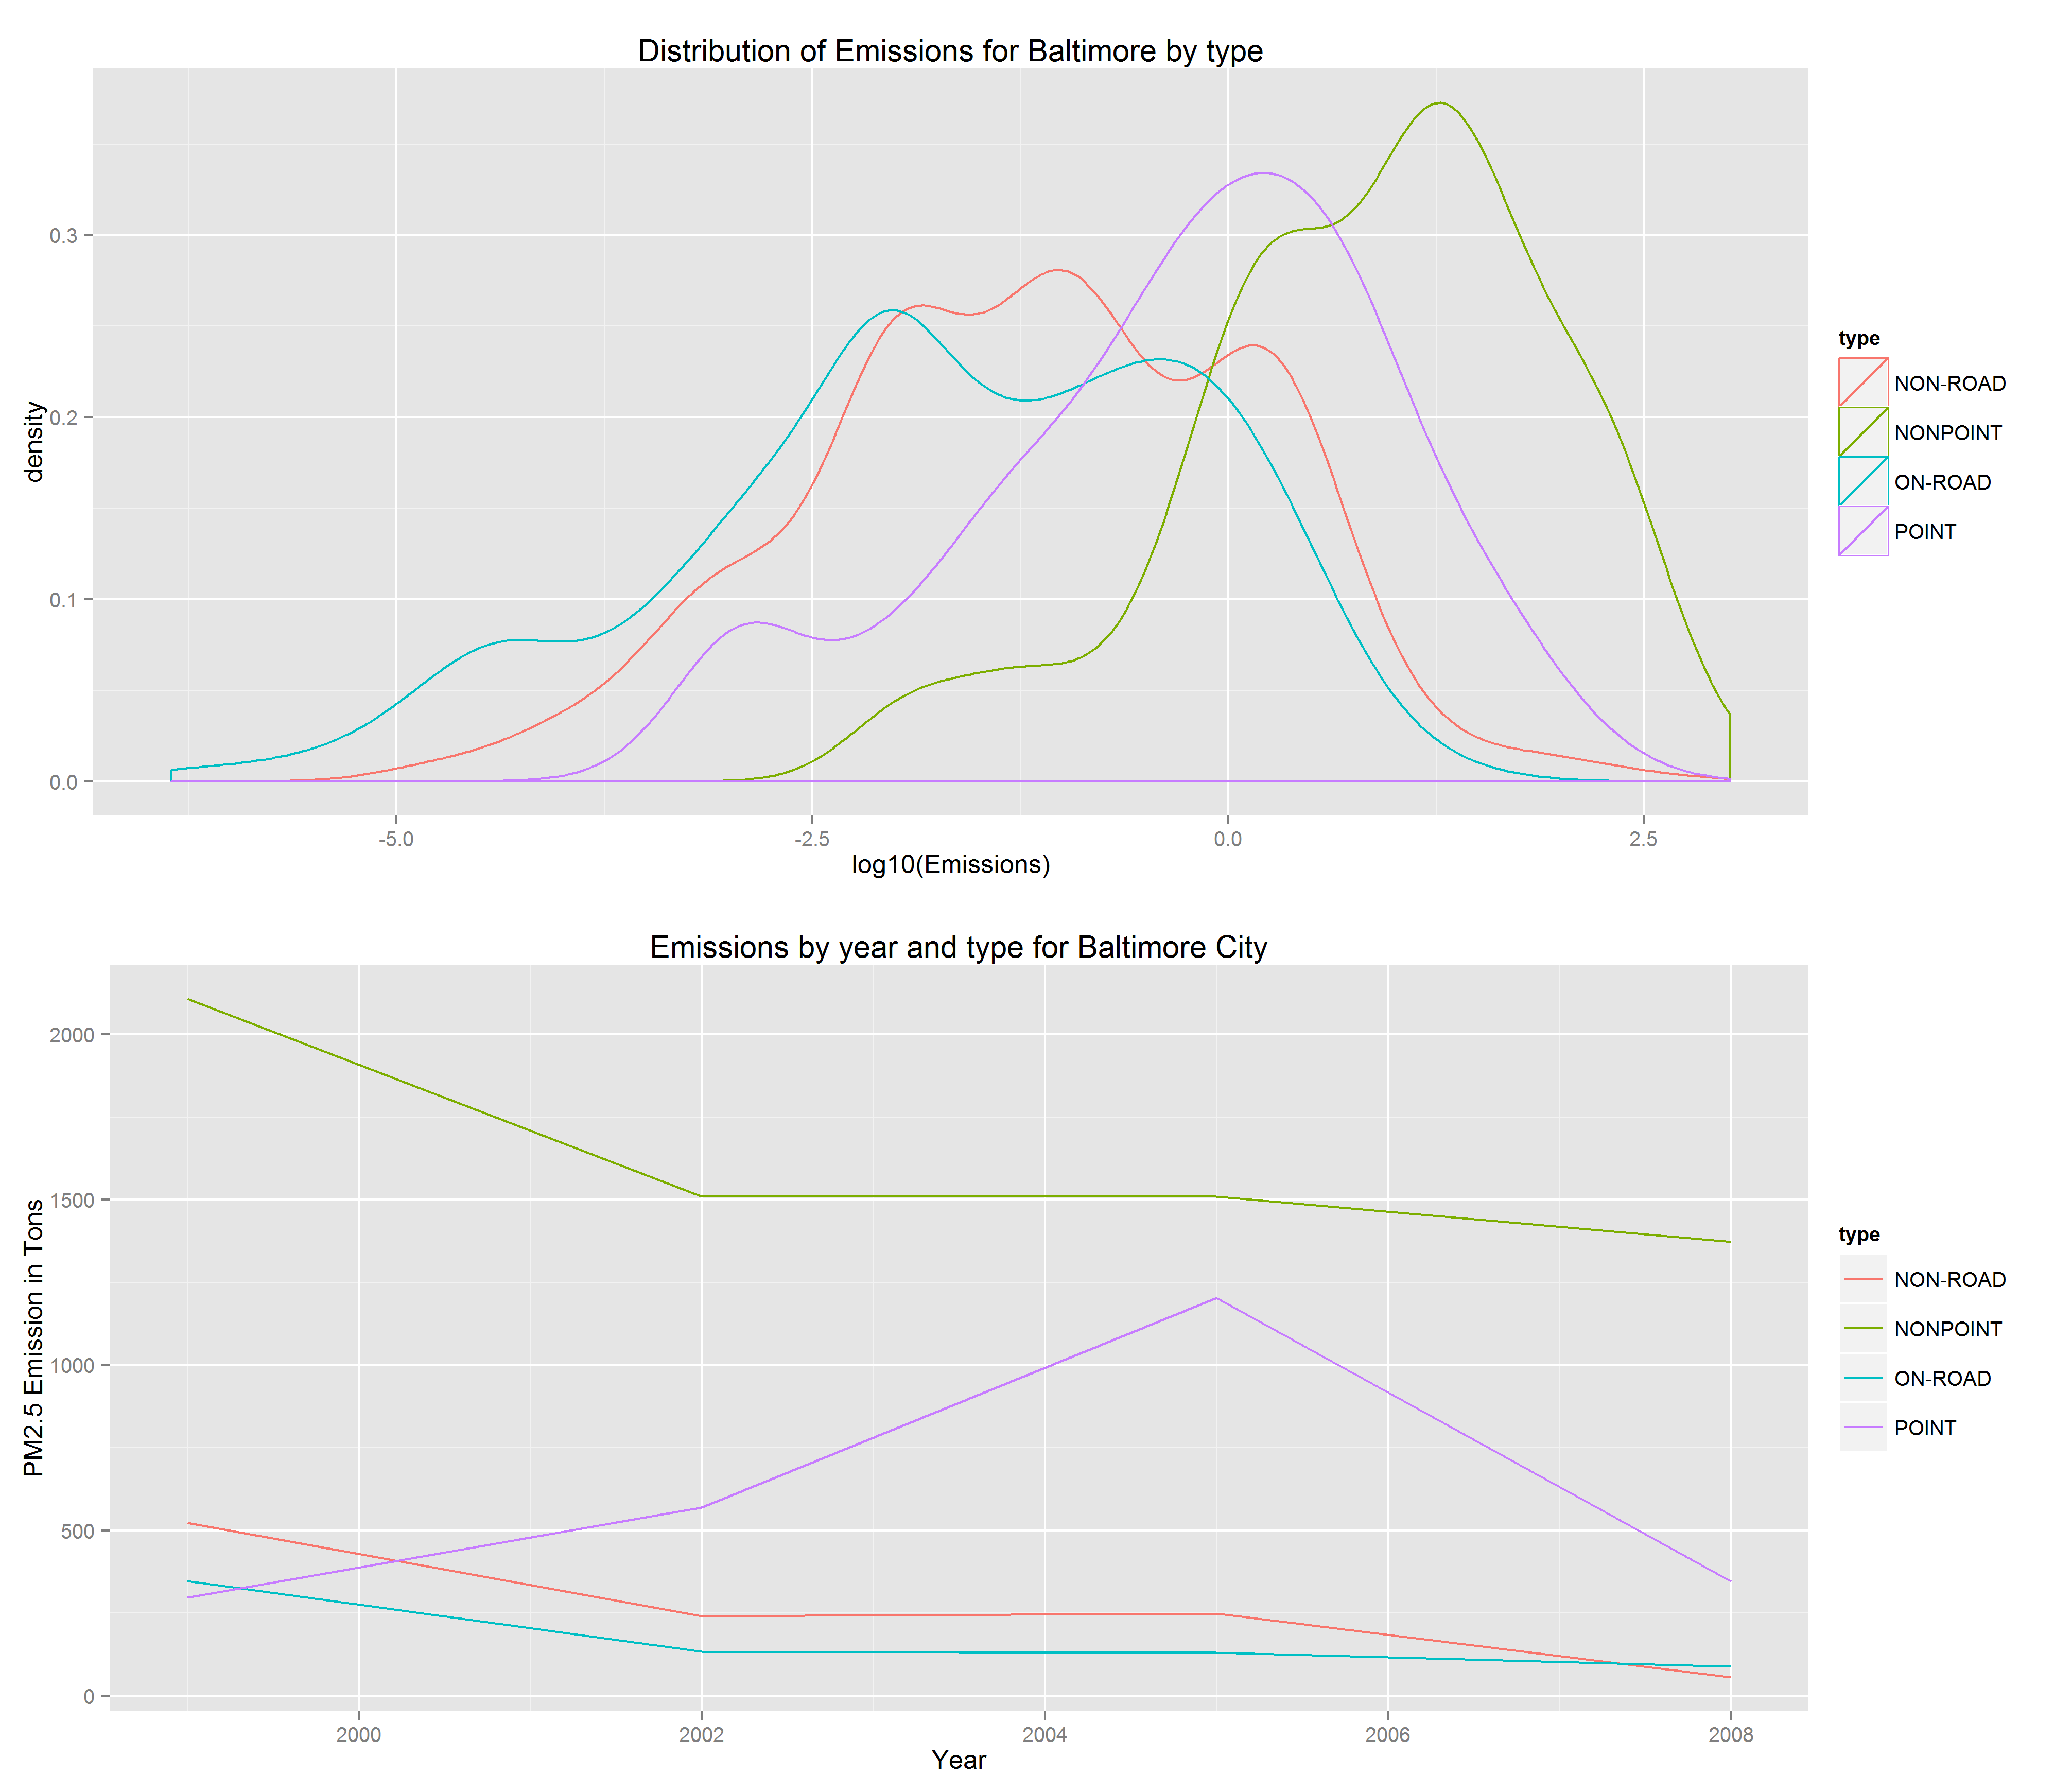 Distribution of Emissions for Baltimore by type
density
0.3
0.2
0.1
0.0
-5.0 -2.5 0.0 2.5
log10(Emissions)
type
NON-ROAD
NONPOINT
ON-ROAD
POINT
Emissions by year and type for Baltimore City
PM2.5 Emission in Tons
2000
1500
1000
500
0
2000 2002 2004 2006 2008
Year
type
NON-ROAD
NONPOINT
ON-ROAD
POINT